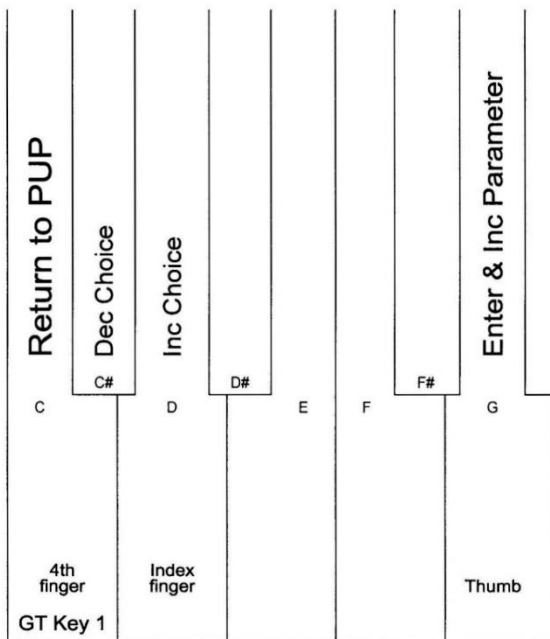 Return to PUP
Dec Choice
Inc Choice
Enter & Inc Parameter
C#
D#
F#
C
D
E
F
G
4th
finger
Index
finger
Thumb
GT Key 1